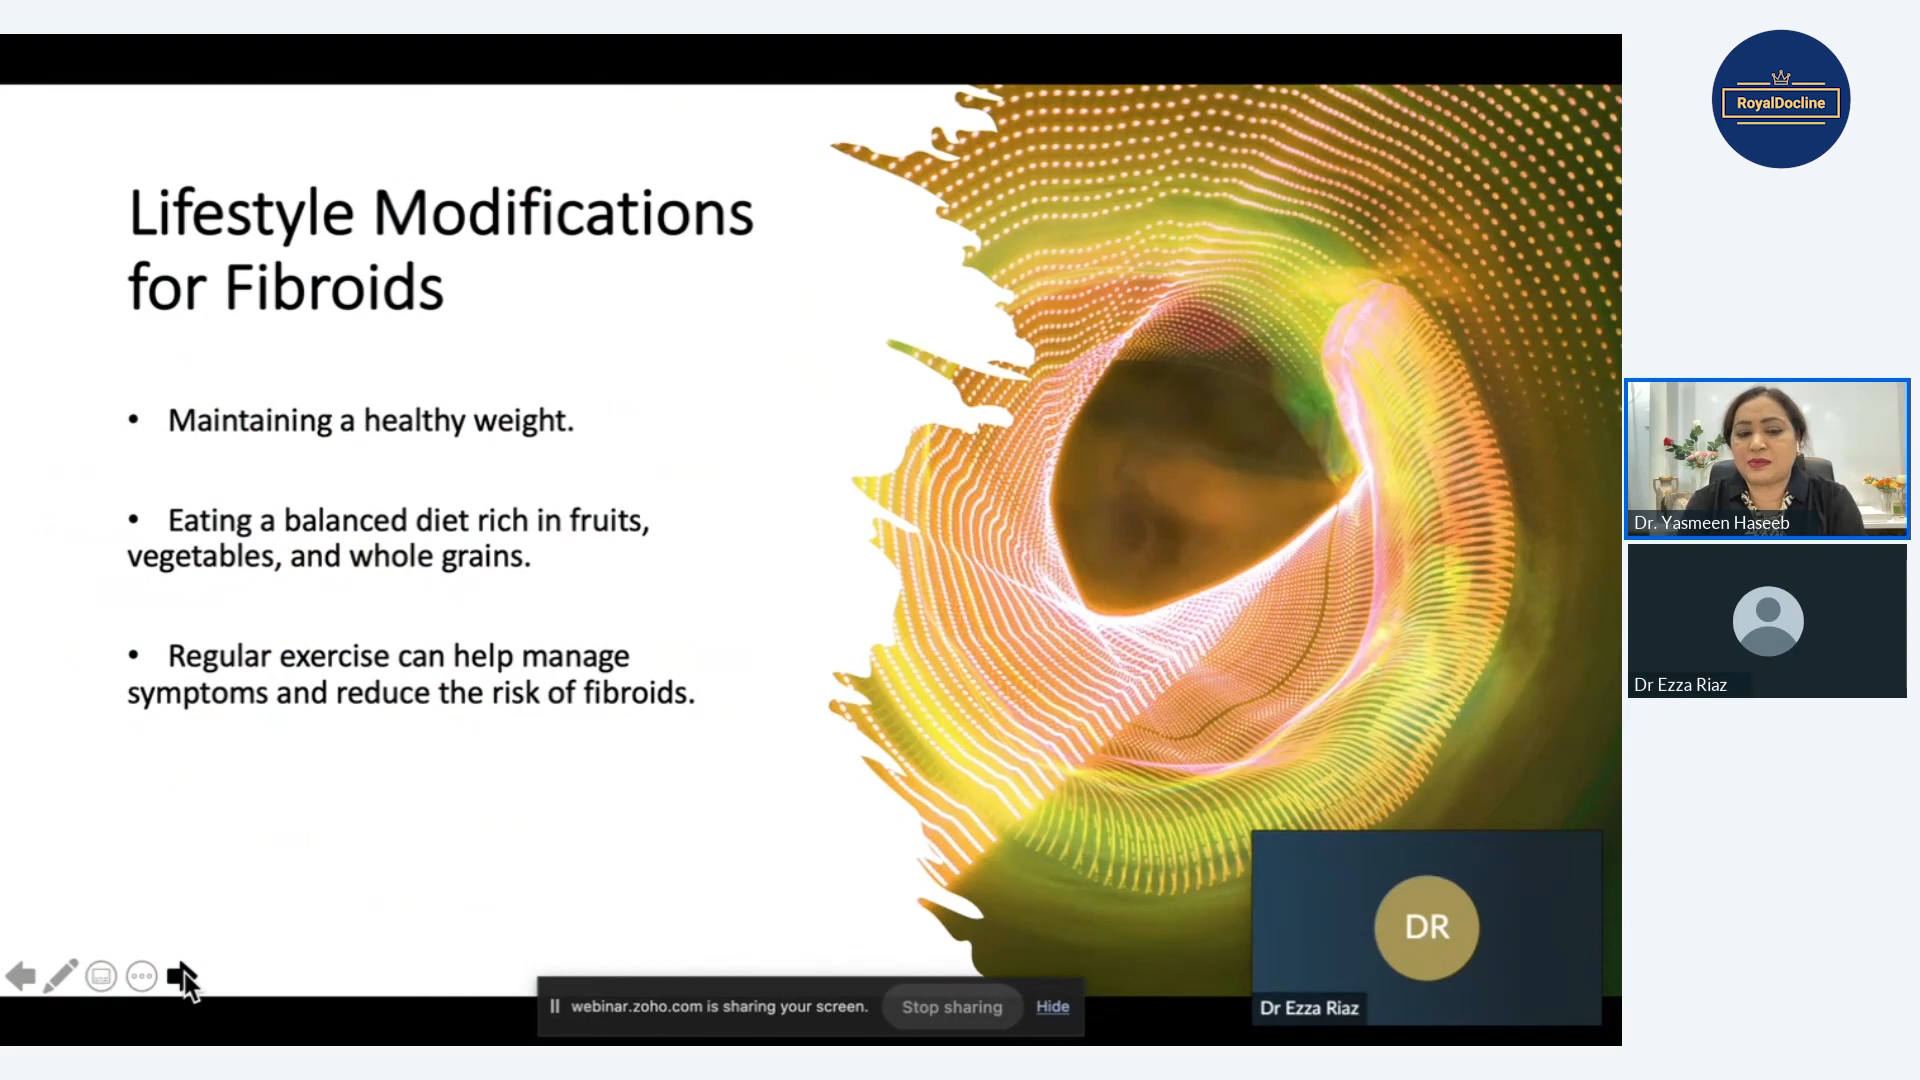 RoyalDocline
Lifestyle Modifications
for Fibroids
• Maintaining a healthy weight.
• Eating a balanced diet rich in fruits,
vegetables, and whole grains.
• Regular exercise can help manage
symptoms and reduce the risk of fibroids.
Dr. Yasmeen Haseeb
Dr Ezza Riaz
DR
Dr Ezza Riaz
webinar.zoho.com is sharing your screen.
Stop sharing
Hide